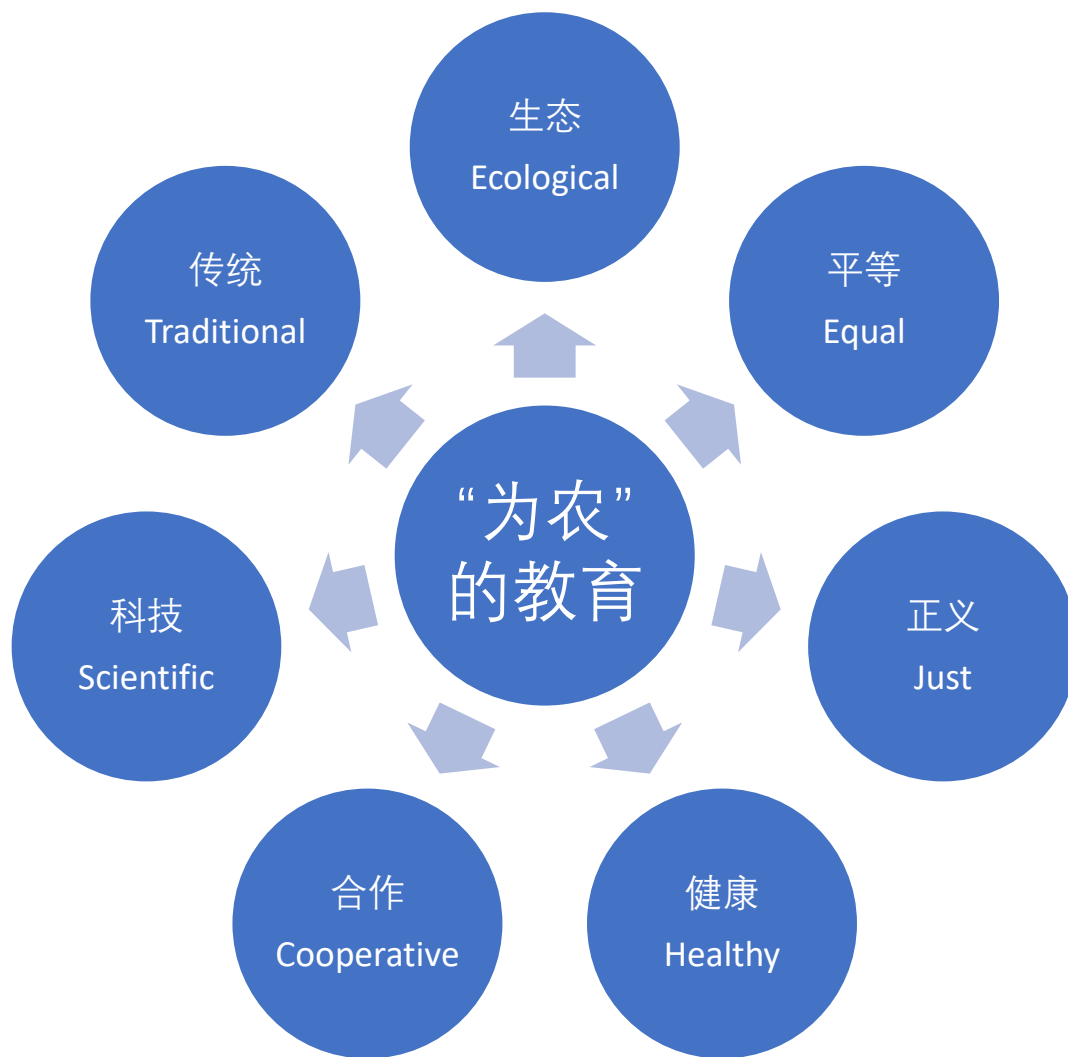 生态
Ecological
平等
Equal
正义
Just
健康
Healthy
合作
Cooperative
科技
Scientific
传统
Traditional
“为农”
的教育